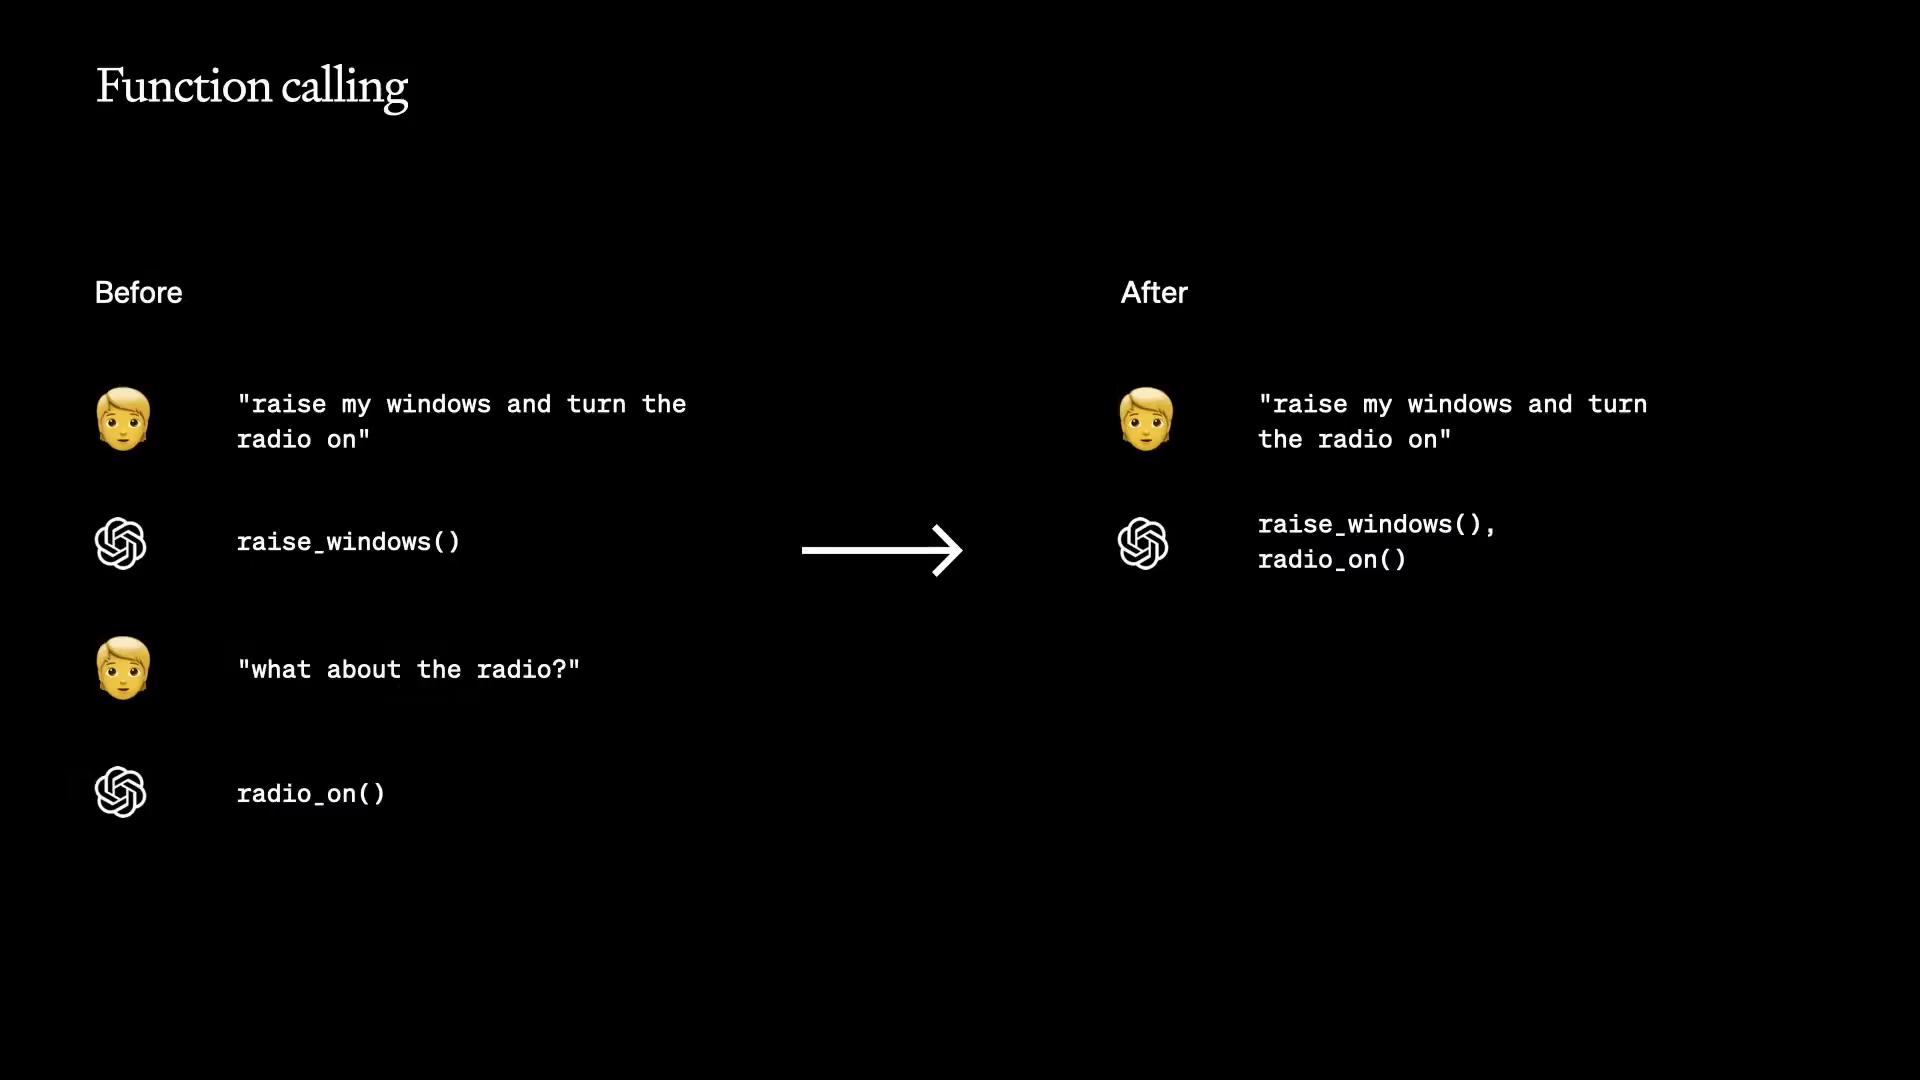 Function calling
Before
"raise my windows and turn the
radio on"
raise_windows()
"what about the radio?"
radio_on()
After
"raise my windows and turn
the radio on"
raise_windows(),
radio_on()